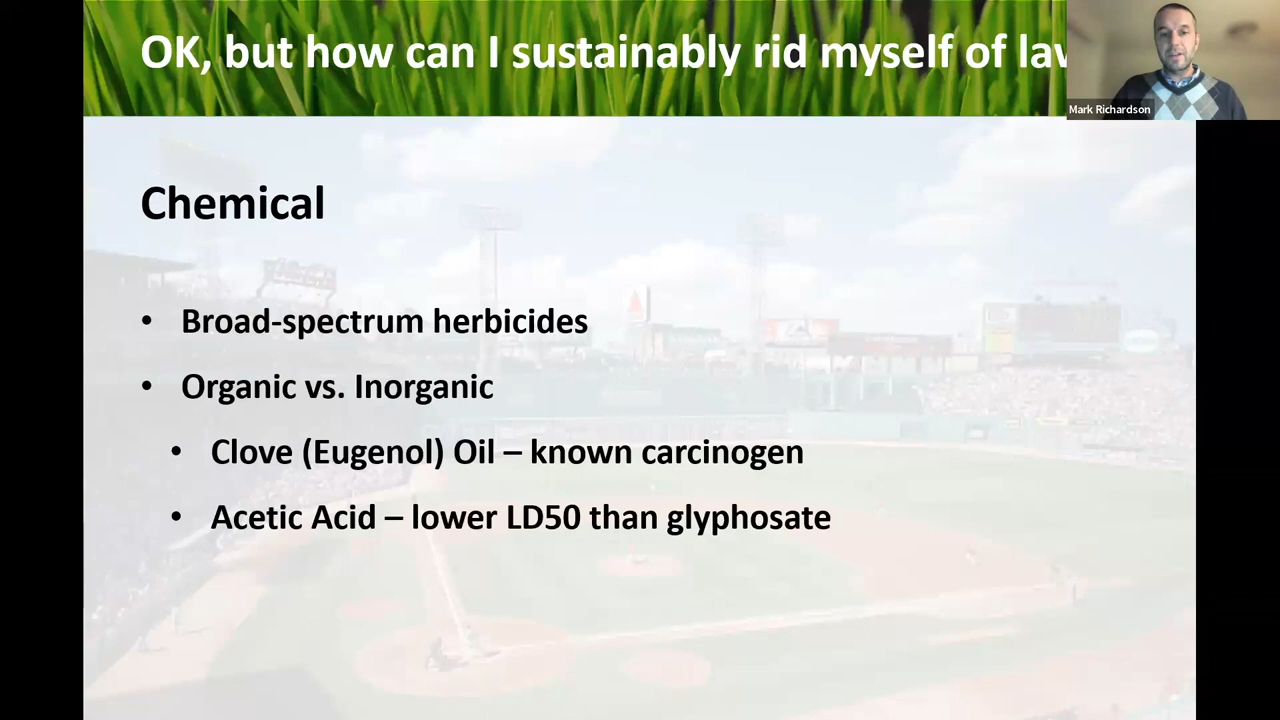 OK, but how can I sustainably rid myself of
Mark Richardson
Chemical
• Broad-spectrum herbicides
• Organic vs. Inorganic
• Clove (Eugenol) Oil – known carcinogen
• Acetic Acid – lower LD50 than glyphosate